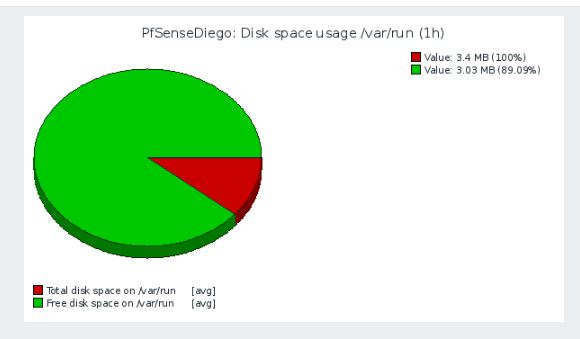 PfSenseDiego: Disk space usage /var/run (1h)
Value: 3.4 MB (100%)
Value: 3.03 MB (89.09%)
Total disk space on /var/run [avg]
Free disk space on /var/run [avg]